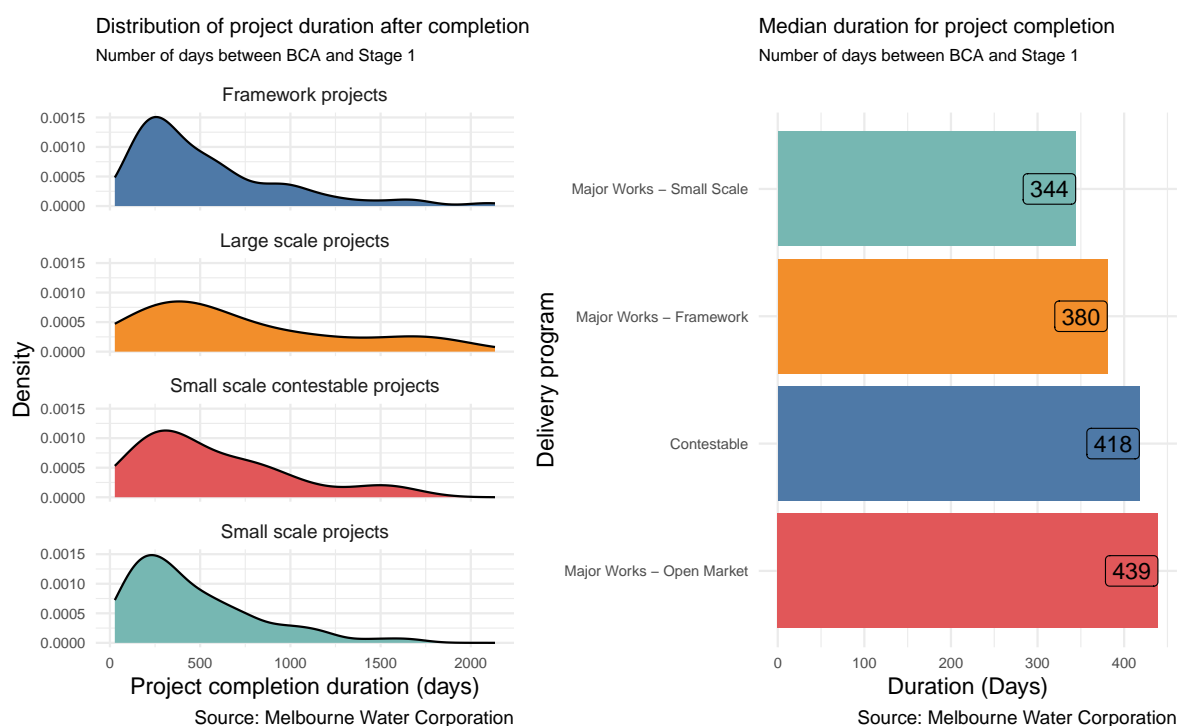 Distribution of project duration after completion
Number of days between BCA and Stage 1
Framework projects
0.0015
0.0010
0.0005
0.0000
Large scale projects
0.0015
0.0010
0.0005
0.0000
Small scale contestable projects
0.0015
0.0010
0.0005
0.0000
Small scale projects
0.0015
0.0010
0.0005
0.0000
Density
0 500 1000 1500 2000
Project completion duration (days)
Source: Melbourne Water Corporation
Median duration for project completion
Number of days between BCA and Stage 1
Delivery program
Major Works − Small Scale 344
Major Works − Framework 380
Contestable 418
Major Works − Open Market 439
0 100 200 300 400
Duration (Days)
Source: Melbourne Water Corporation